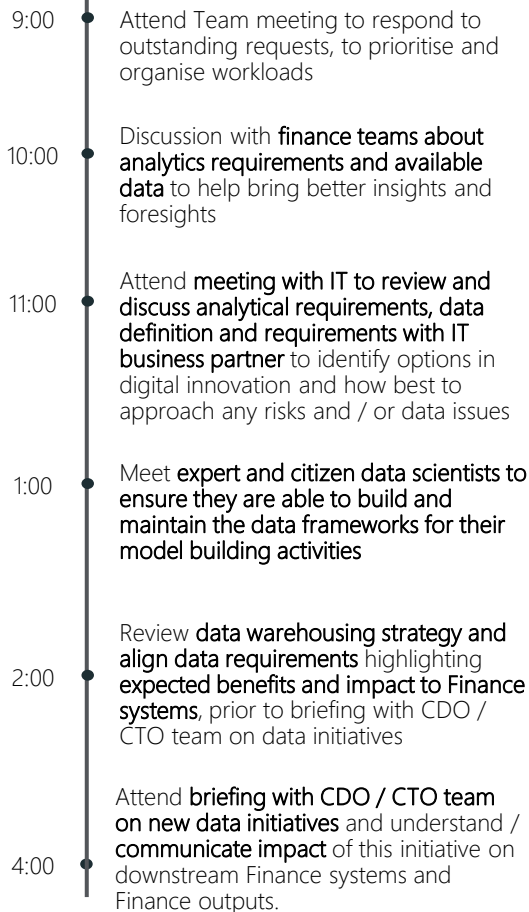 9:00
Attend Team meeting to respond to
outstanding requests, to prioritise and
organise workloads
10:00
Discussion with finance teams about
analytics requirements and available
data to help bring better insights and
foresights
11:00
Attend meeting with IT to review and
discuss analytical requirements, data
definition and requirements with IT
business partner to identify options in
digital innovation and how best to
approach any risks and / or data issues
1:00
Meet expert and citizen data scientists to
ensure they are able to build and
maintain the data frameworks for their
model building activities
2:00
Review data warehousing strategy and
align data requirements highlighting
expected benefits and impact to Finance
systems, prior to briefing with CDO /
CTO team on data initiatives
4:00
Attend briefing with CDO / CTO team
on new data initiatives and understand /
communicate impact of this initiative on
downstream Finance systems and
Finance outputs.